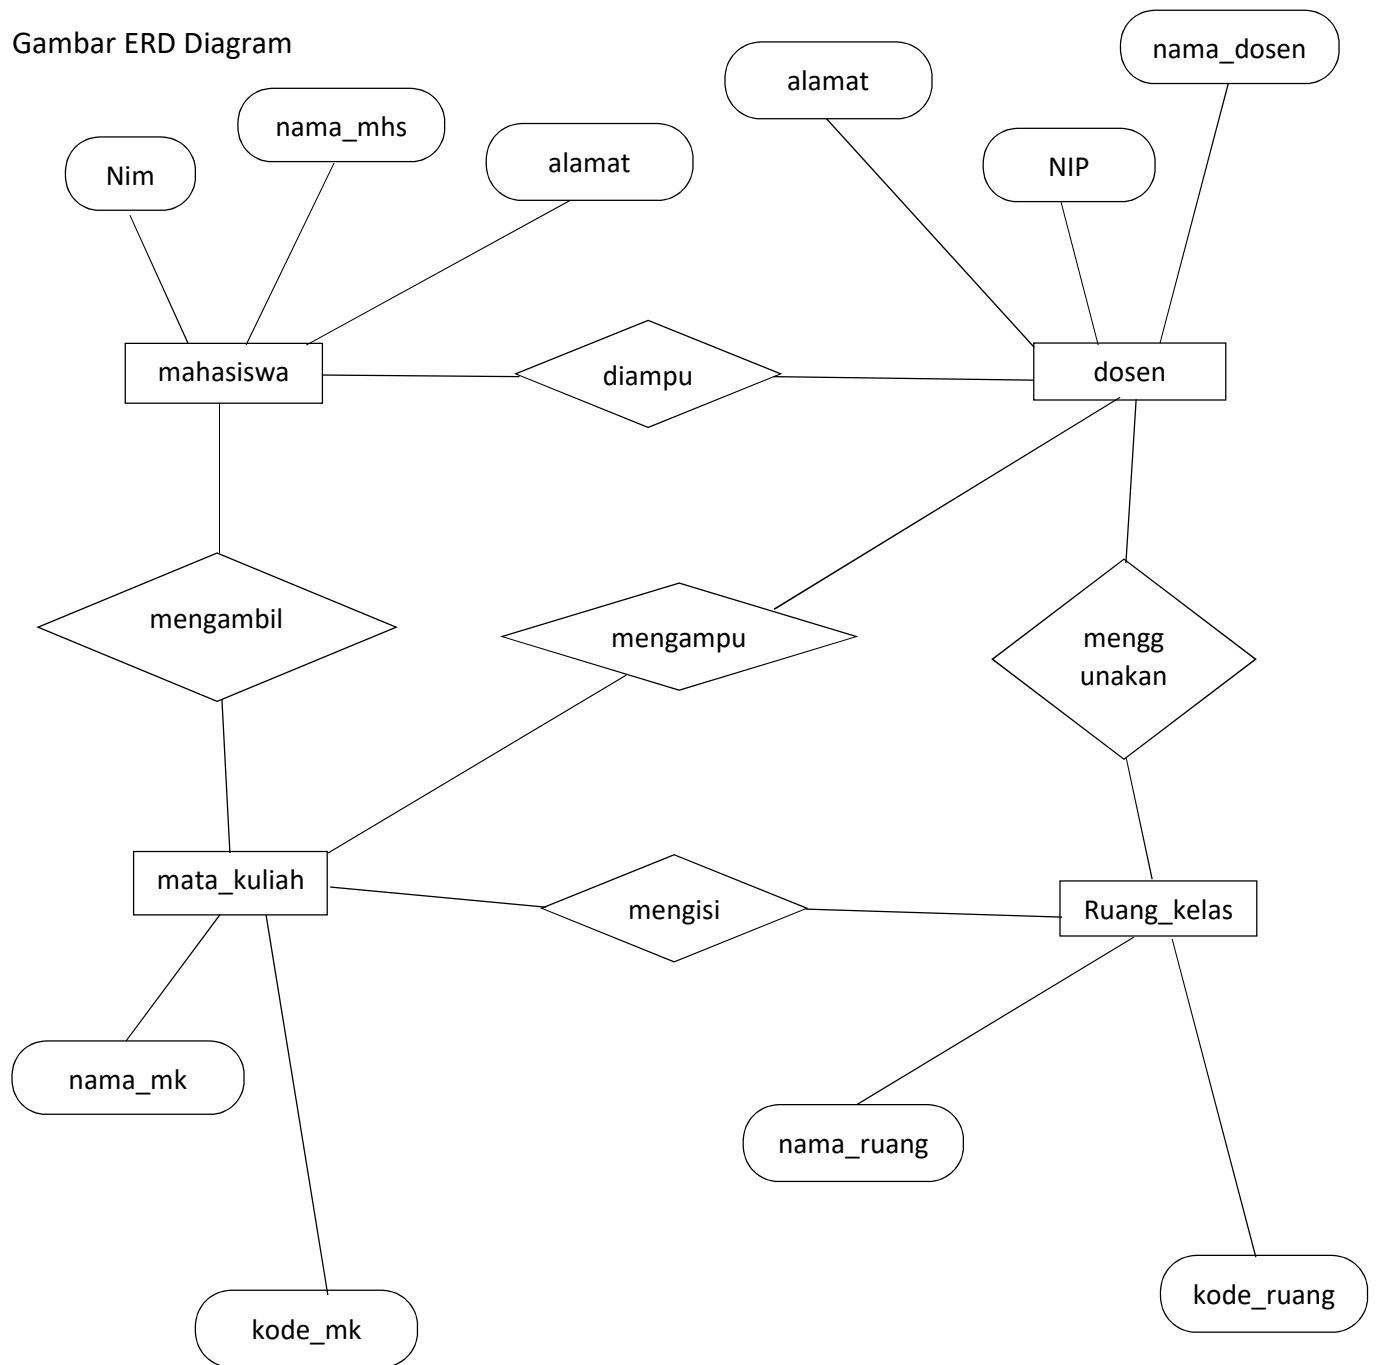 Gambar ERD Diagram
nama_dosen
alamat
nama_mhs
alamat
NIP
Nim
mahasiswa
diampu
dosen
mengambil
mengampu
mengg
unakan
mata_kuliah
mengisi
Ruang_kelas
nama_mk
nama_ruang
kode_ruang
kode_mk